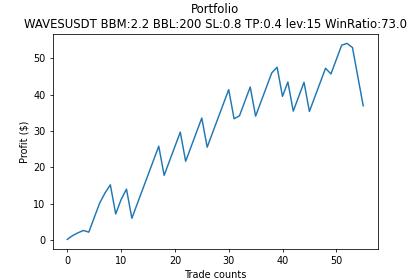 Portfolio
WAVESUSDT BBM:2.2 BBL:200 SL:0.8 TP:0.4 lev:15 WinRatio:73.0
Profit ($)
50
40
30
20
10
0
0 10 20 30 40 50
Trade counts